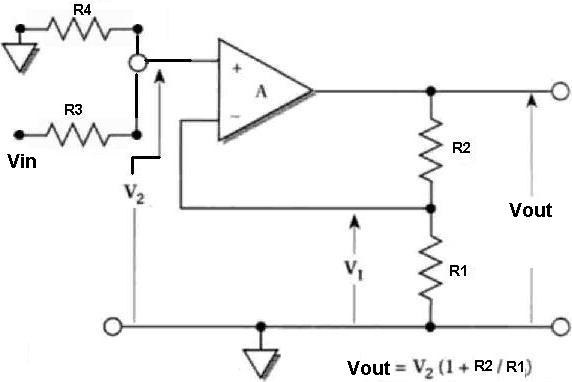 R4
+
A
−
R3
Vin
R2
V2
Vout
V1
R1
Vout = V2 (1 + R2 / R1)